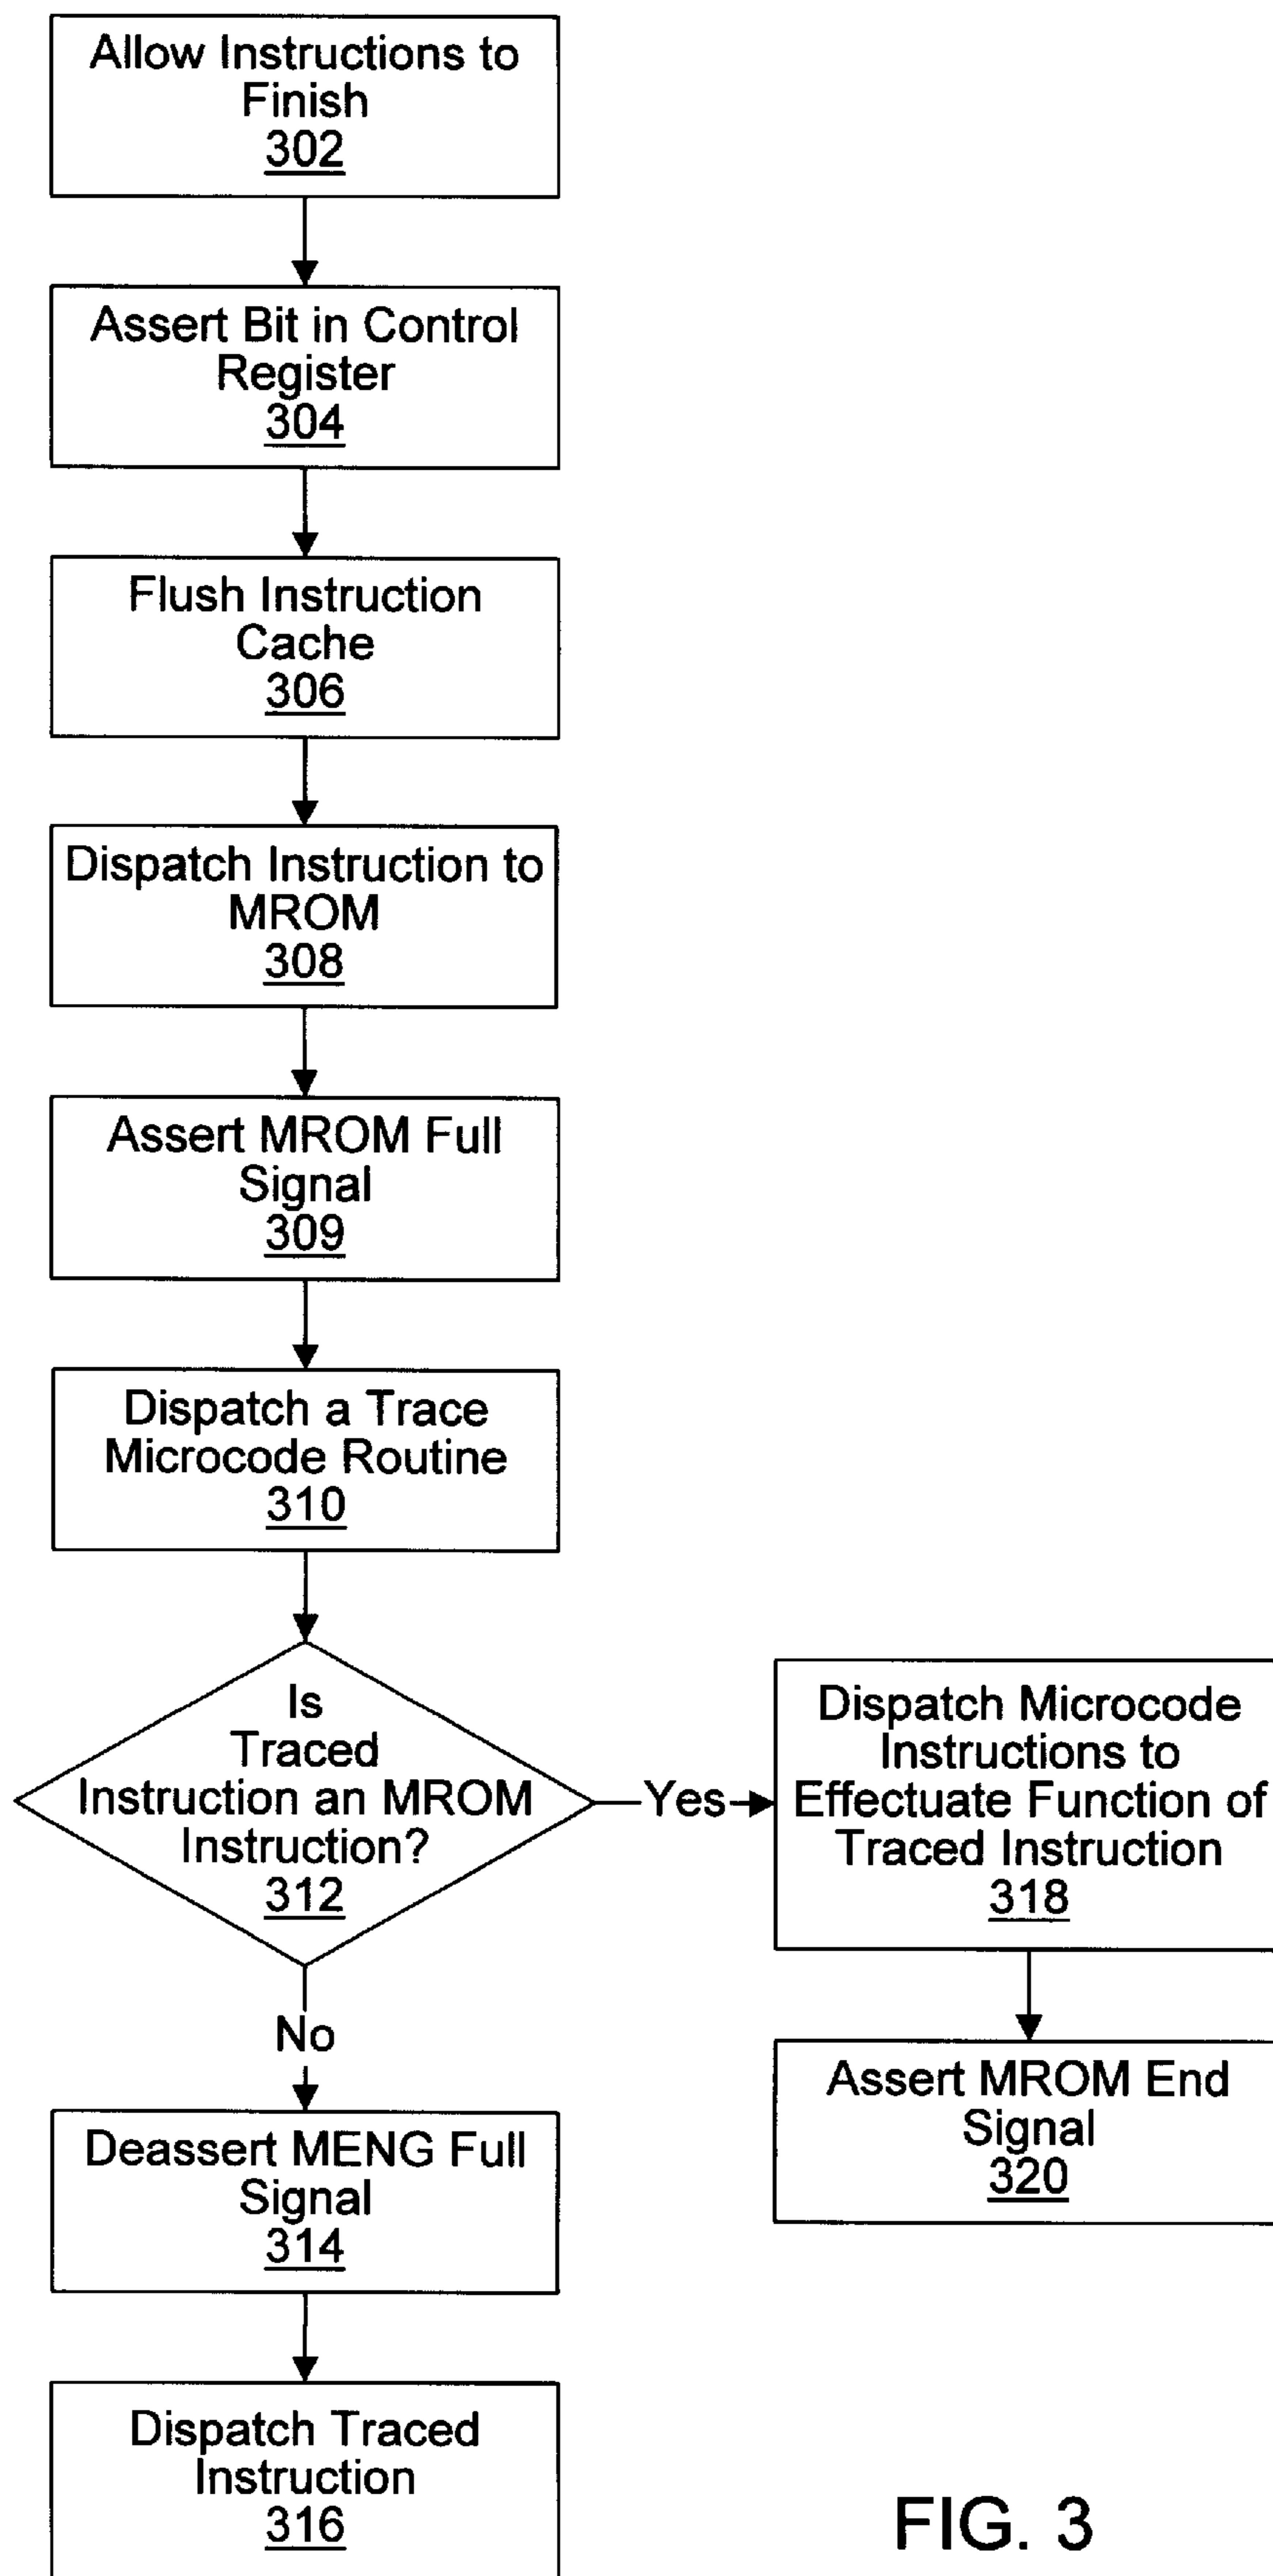 Allow Instructions to
Finish
302
Assert Bit in Control
Register
304
Flush Instruction
Cache
306
Dispatch Instruction to
MROM
308
Assert MROM Full
Signal
309
Dispatch a Trace
Microcode Routine
310
Is
Traced
Instruction an MROM
Instruction?
312
Yes
Dispatch Microcode
Instructions to
Effectuate Function of
Traced Instruction
318
No
Assert MROM End
Signal
320
Deassert MENG Full
Signal
314
Dispatch Traced
Instruction
316
FIG. 3